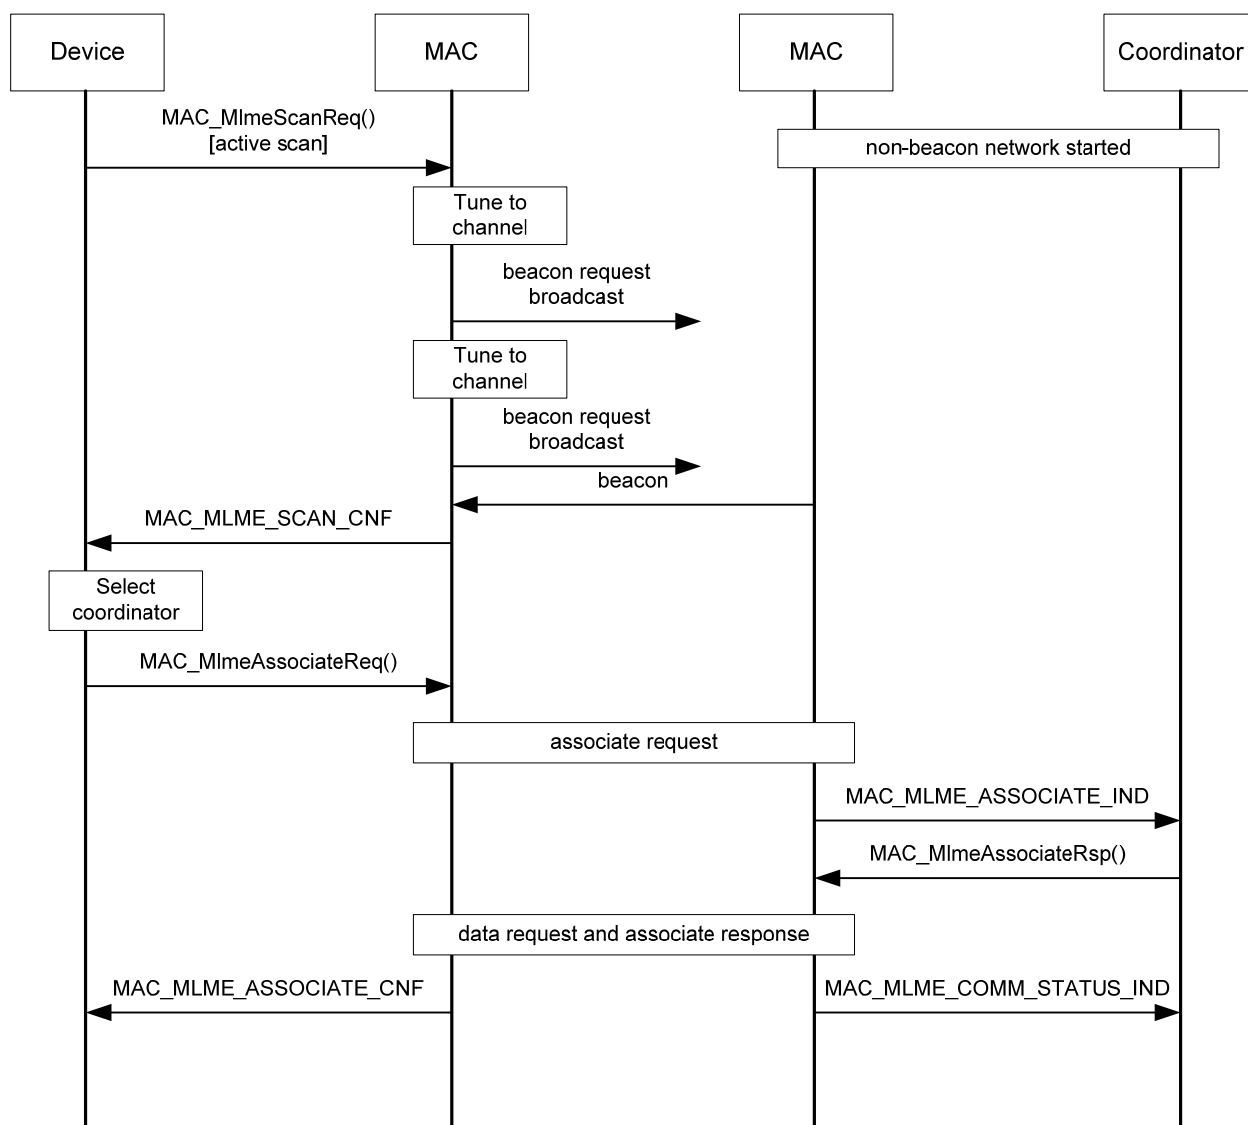 Device
MAC
MAC
Coordinator
MAC_MlmeScanReq()
[active scan]
non-beacon network started
Tune to
channel
beacon request
broadcast
Tune to
channel
beacon request
broadcast
beacon
MAC_MLME_SCAN_CNF
Select
coordinator
MAC_MlmeAssociateReq()
associate request
MAC_MLME_ASSOCIATE_IND
MAC_MlmeAssociateRsp()
data request and associate response
MAC_MLME_ASSOCIATE_CNF
MAC_MLME_COMM_STATUS_IND